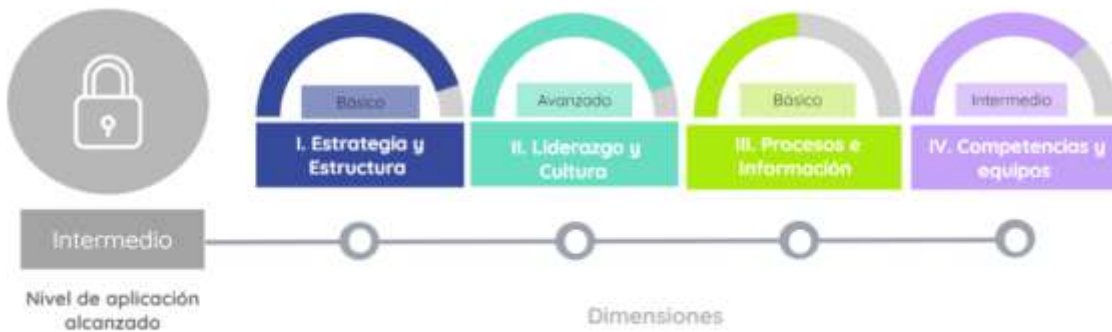 Básico
Avanzado
Básico
Intermedio
I. Estrategia y
Estructura
II. Liderazgo y
Cultura
III. Procesos e
Información
IV. Competencias y
equipos
Intermedio
Nivel de aplicación
alcanzado
Dimensiones